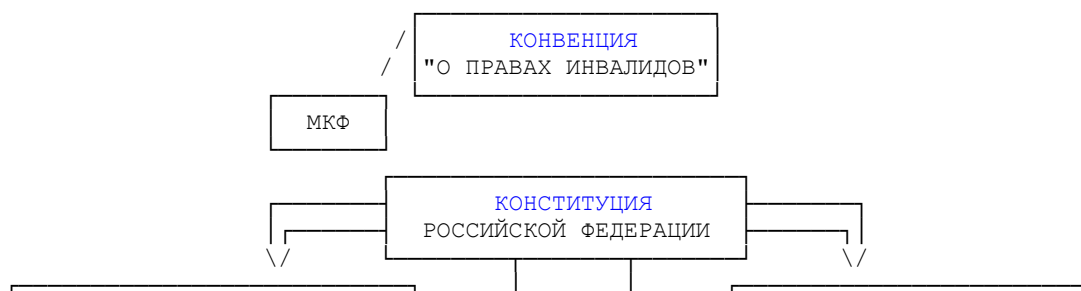 КОНВЕНЦИЯ
"О ПРАВАХ ИНВАЛИДОВ"
МКФ
КОНСТИТУЦИЯ
РОССИЙСКОЙ ФЕДЕРАЦИИ